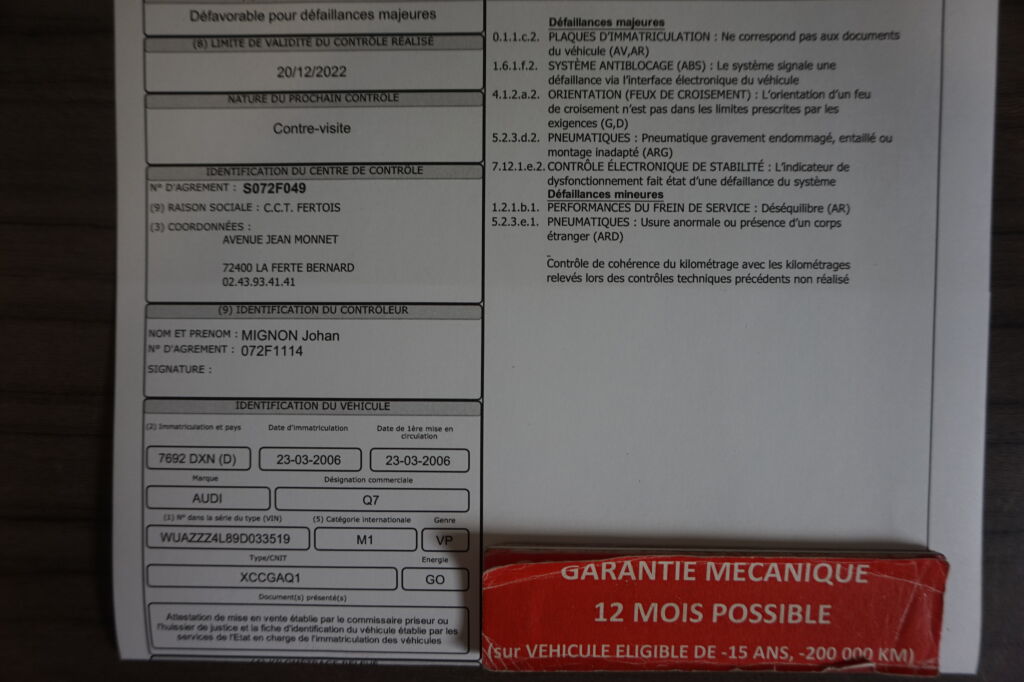 Défavorable pour défaillances majeures
(8) LIMITE DE VALIDITÉ DU CONTRÔLE RÉALISÉ
20/12/2022
NATURE DU PROCHAIN CONTRÔLE
Contre-visite
IDENTIFICATION DU CENTRE DE CONTRÔLE
N° D'AGREMENT : S072F049
(9) RAISON SOCIALE : C.C.T. FERTOIS
(3) COORDONNÉES :
AVENUE JEAN MONNET
72400 LA FERTE BERNARD
02.43.93.41.41
(9) IDENTIFICATION DU CONTRÔLEUR
NOM ET PRENOM : MIGNON Johan
N° D'AGREMENT : 072F1114
SIGNATURE :
IDENTIFICATION DU VÉHICULE
(2) Immatriculation et pays Date d'immatriculation Date de 1ère mise en circulation
7692 DXN (D) 23-03-2006 23-03-2006
Marque Désignation commerciale
AUDI Q7
(1) N° dans la série du type (VIN) (5) Catégorie internationale Genre
WUAZZZ4L89D033519 M1 VP
Type/CNIT Energie
XCCGAQ1 GO
Document(s) présenté(s)
Attestation de mise en vente établie par le commissaire priseur ou
l'huissier de justice et la fiche d'identification du véhicule établie par les
services de l'Etat en charge de l'immatriculation des véhicules
Défaillances majeures
0.1.1.c.2. PLAQUES D'IMMATRICULATION : Ne correspond pas aux documents
du véhicule (AV,AR)
1.6.1.f.2. SYSTÈME ANTIBLOCAGE (ABS) : Le système signale une
défaillance via l'interface électronique du véhicule
4.1.2.a.2. ORIENTATION (FEUX DE CROISEMENT) : L'orientation d'un feu
de croisement n'est pas dans les limites prescrites par les
exigences (G,D)
5.2.3.d.2. PNEUMATIQUES : Pneumatique gravement endommagé, entaillé ou
montage inadapté (ARG)
7.12.1.e.2. CONTRÔLE ÉLECTRONIQUE DE STABILITÉ : L'indicateur de
dysfonctionnement fait état d'une défaillance du système
Défaillances mineures
1.2.1.b.1. PERFORMANCES DU FREIN DE SERVICE : Déséquilibre (AR)
5.2.3.e.1. PNEUMATIQUES : Usure anormale ou présence d'un corps
étranger (ARD)
Contrôle de cohérence du kilométrage avec les kilométrages
relevés lors des contrôles techniques précédents non réalisé
GARANTIE MECANIQUE
12 MOIS POSSIBLE
(sur VEHICULE ELIGIBLE DE -15 ANS, -200 000 KM)